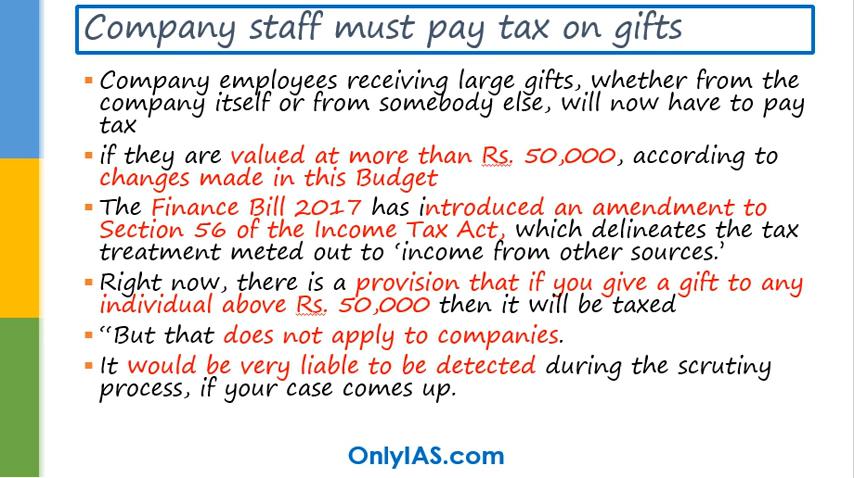 Company staff must pay tax on gifts
▪ Company employees receiving large gifts, whether from the
company itself or from somebody else, will now have to pay
tax
▪ if they are valued at more than Rs. 50,000, according to
changes made in this Budget
▪ The Finance Bill 2017 has introduced an amendment to
Section 56 of the Income Tax Act, which delineates the tax
treatment meted out to ‘income from other sources.’
▪ Right now, there is a provision that if you give a gift to any
individual above Rs. 50,000 then it will be taxed
▪ “But that does not apply to companies.
▪ It would be very liable to be detected during the scrutiny
process, if your case comes up.
OnlyIAS.com